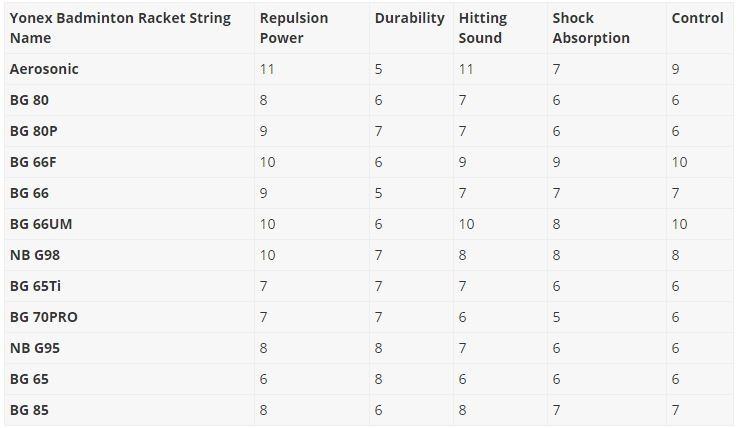 Yonex Badminton Racket String Name Repulsion Power Durability Hitting Sound Shock Absorption Control
Aerosonic 11 5 11 7 9
BG 80 8 6 7 6 6
BG 80P 9 7 7 6 6
BG 66F 10 6 9 9 10
BG 66 9 5 7 7 7
BG 66UM 10 6 10 8 10
NB G98 10 7 8 8 8
BG 65Ti 7 7 7 6 6
BG 70PRO 7 7 6 5 6
NB G95 8 8 7 6 6
BG 65 6 8 6 6 6
BG 85 8 6 8 7 7